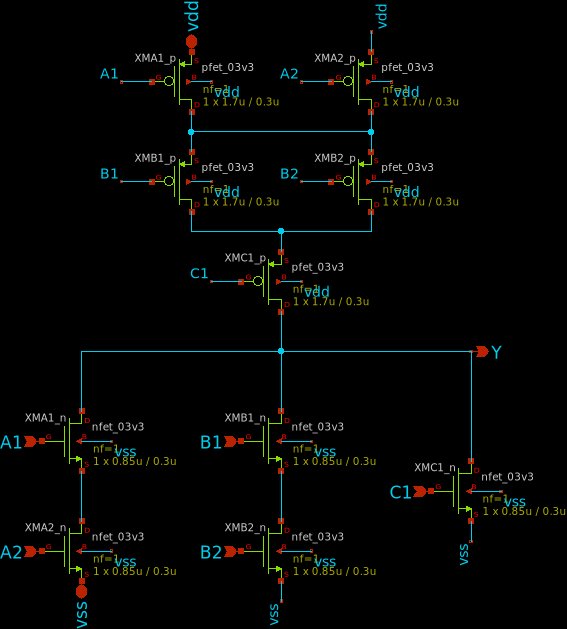 vdd
vdd
XMA1_p
XMA2_p
S
S
pfet_03v3
pfet_03v3
A1
G
B
A2
G
B
nf=1
vdd
nf=1
vdd
1 x 1.7u / 0.3u
1 x 1.7u / 0.3u
D
D
XMB1_p
XMB2_p
S
S
pfet_03v3
pfet_03v3
B1
G
B
B2
G
B
nf=1
vdd
nf=1
vdd
1 x 1.7u / 0.3u
1 x 1.7u / 0.3u
D
D
XMC1_p
S
pfet_03v3
C1
G
B
nf=1
vdd
1 x 1.7u / 0.3u
D
Y
XMA1_n
XMB1_n
D
D
nfet_03v3
nfet_03v3
A1
G
B
B1
G
B
nf=1
vss
nf=1
vss
1 x 0.85u / 0.3u
1 x 0.85u / 0.3u
S
S
XMC1_n
D
nfet_03v3
C1
G
B
nf=1
vss
1 x 0.85u / 0.3u
S
vss
XMA2_n
XMB2_n
D
D
nfet_03v3
nfet_03v3
A2
G
B
B2
G
B
nf=1
vss
nf=1
vss
1 x 0.85u / 0.3u
1 x 0.85u / 0.3u
S
S
vss
vss